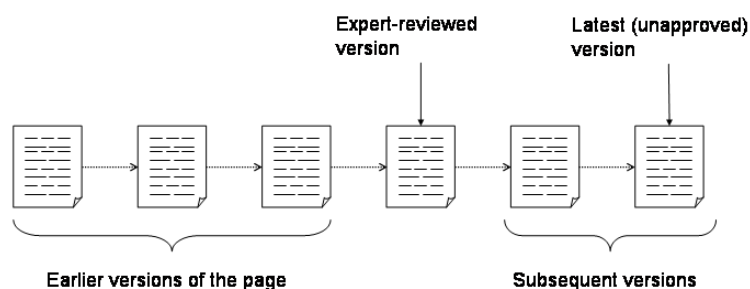 Expert-reviewed
version
Latest (unapproved)
version
Earlier versions of the page
Subsequent versions